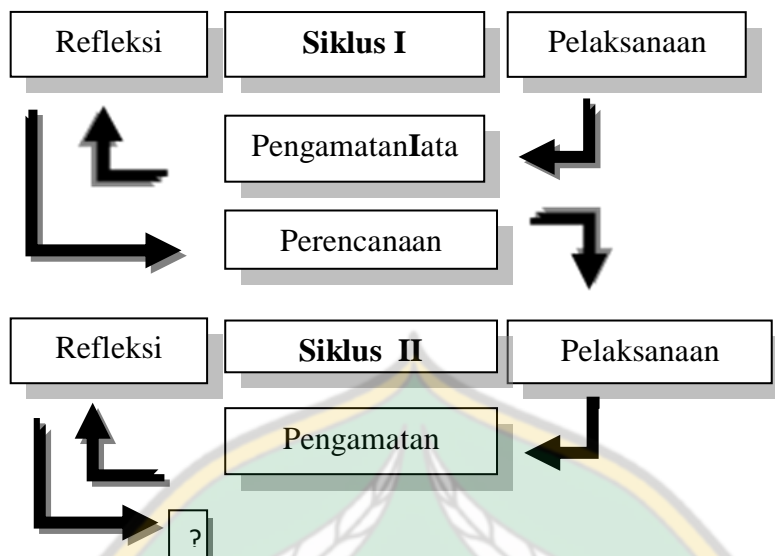 Refleksi Siklus I Pelaksanaan
PengamatanIata
Perencanaan
Refleksi Siklus II Pelaksanaan
Pengamatan
?